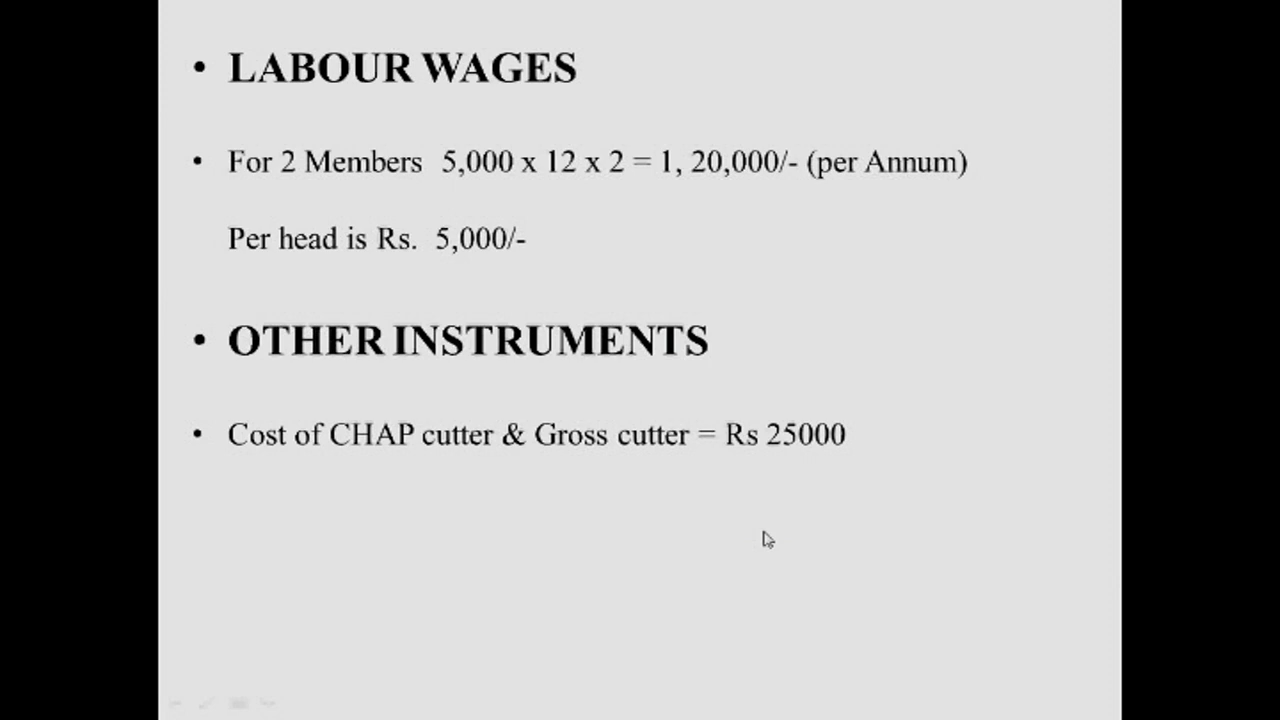 • LABOUR WAGES
• For 2 Members 5,000 x 12 x 2 = 1, 20,000/- (per Annum)
Per head is Rs. 5,000/-
• OTHER INSTRUMENTS
• Cost of CHAP cutter & Gross cutter = Rs 25000